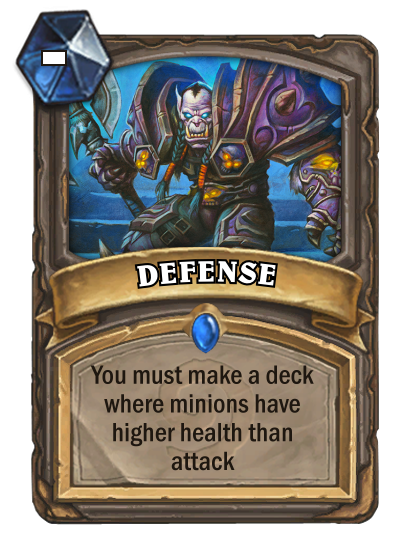 DEFENSE
You must make a deck
where minions have
higher health than
attack